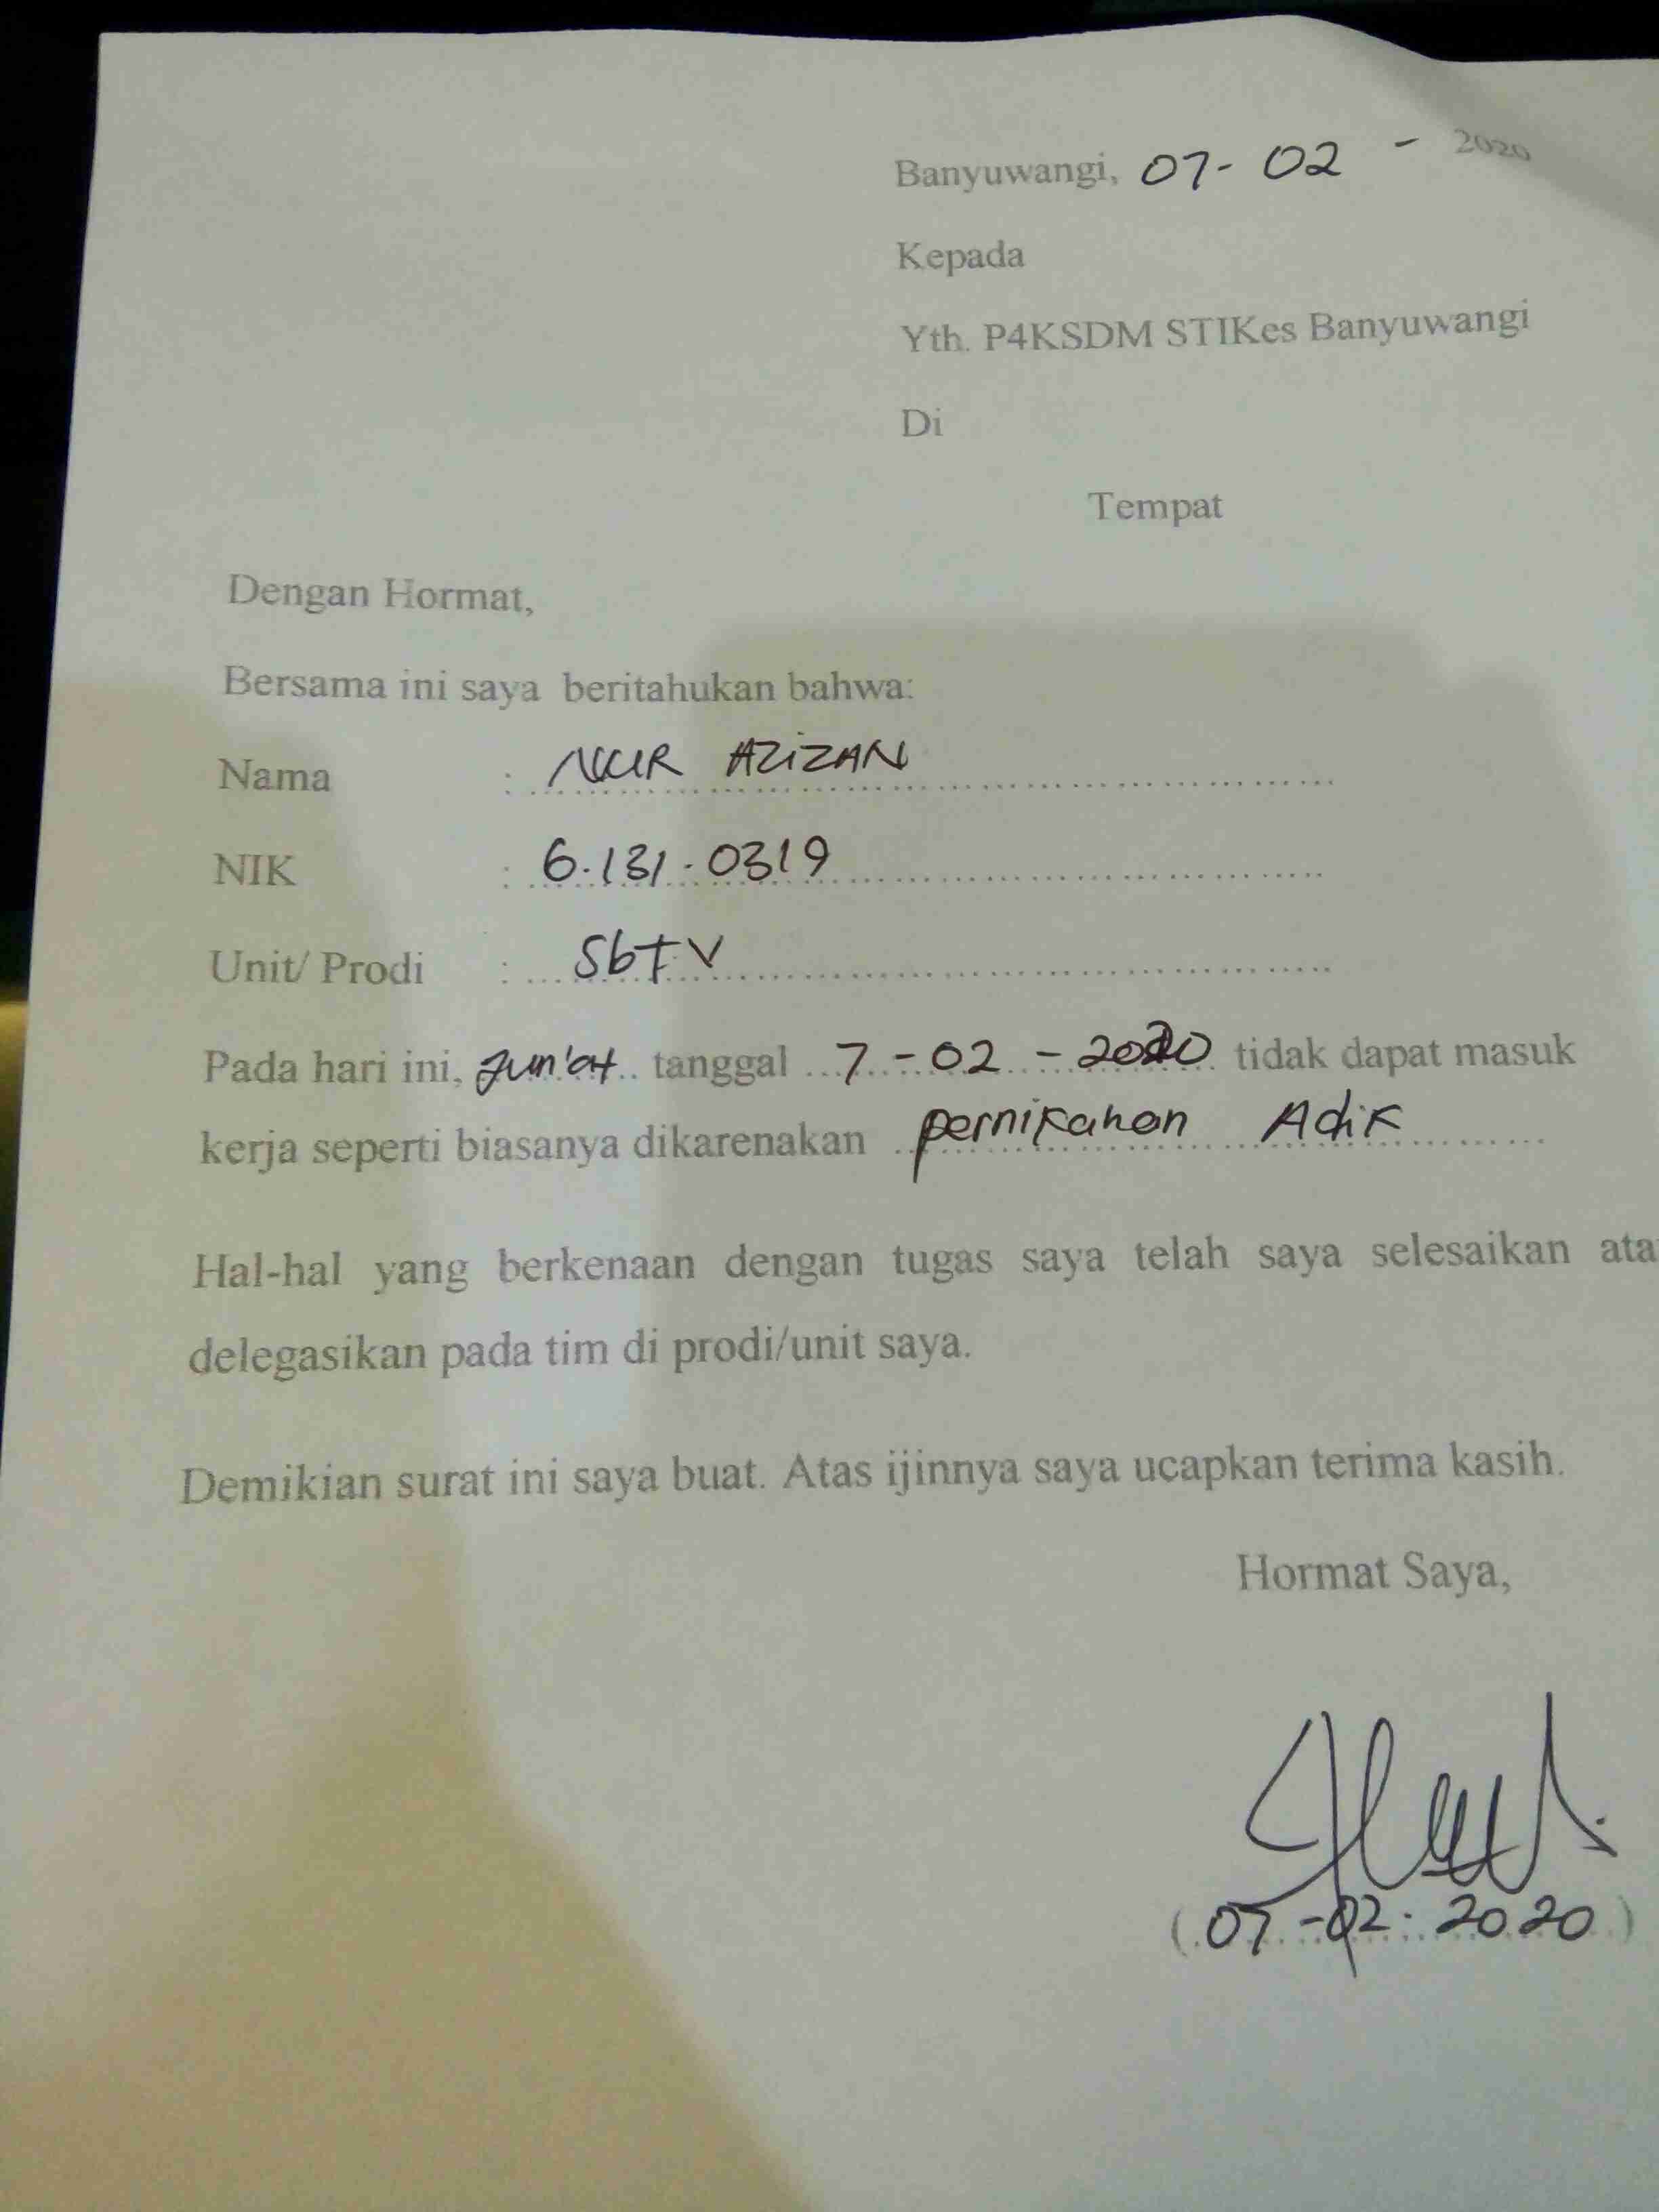 Banyuwangi, 07-02 - 2020
Kepada
Yth. P4KSDM STIKes Banyuwangi
Di
Tempat
Dengan Hormat,
Bersama ini saya beritahukan bahwa:
Nama : NUR AZIZAN
NIK : 6.131.0319
Unit/ Prodi : SbTV
Pada hari ini, Jum'at tanggal 7-02-2020 tidak dapat masuk
kerja seperti biasanya dikarenakan pernikahan Adik
Hal-hal yang berkenaan dengan tugas saya telah saya selesaikan ata
delegasikan pada tim di prodi/unit saya.
Demikian surat ini saya buat. Atas ijinnya saya ucapkan terima kasih.
Hormat Saya,
(07-02-2020)